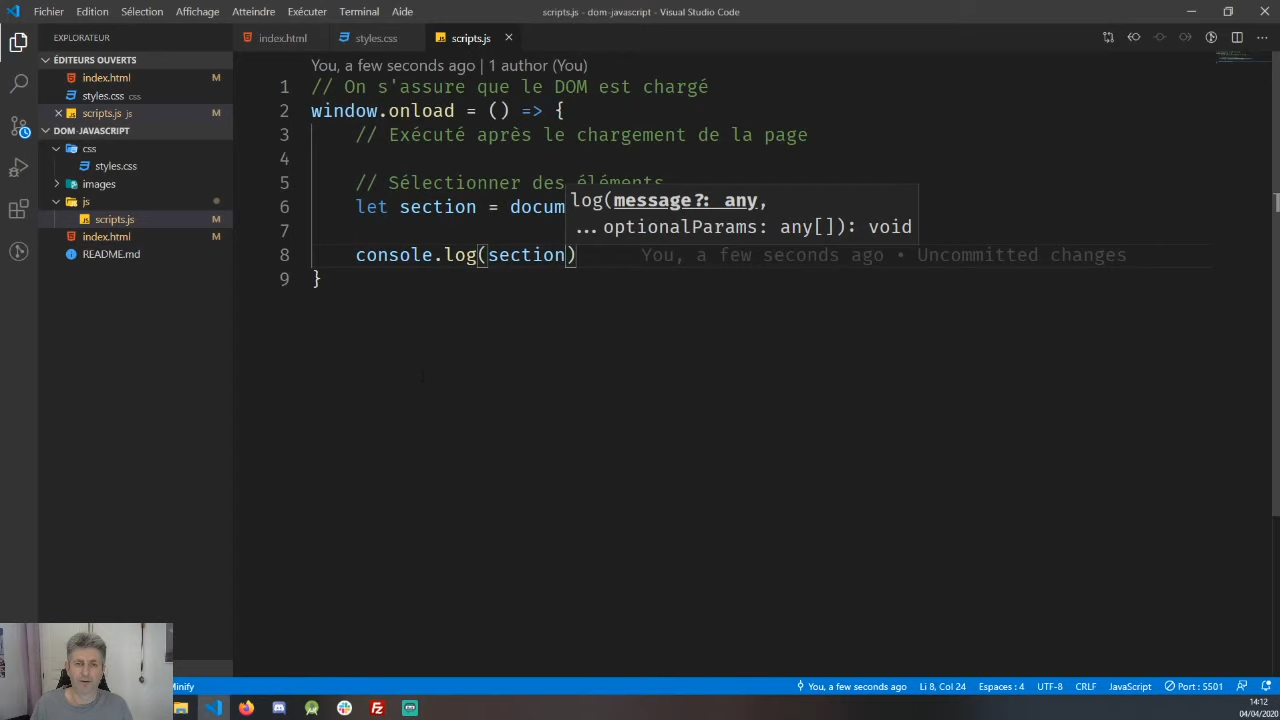 Fichier Edition Sélection Affichage Atteindre Exécuter Terminal Aide
scripts.js - dom-javascript - Visual Studio Code
EXPLORATEUR
index.html
styles.css
scripts.js
ÉDITEURS OUVERTS
index.html M
styles.css css
scripts.js js M
DOM-JAVASCRIPT
css
styles.css
images
js
scripts.js M
index.html M
README.md
You, a few seconds ago | 1 author (You)
1 // On s'assure que le DOM est chargé
2 window.onload = () => {
3 // Exécuté après le chargement de la page
4
5 // Sélectionner des éléments
6 let section = docum
7
8 console.log(section) You, a few seconds ago • Uncommitted changes
9 }
log(message?: any,
...optionalParams: any[]): void
Minify
You, a few seconds ago Li 8, Col 24 Espaces : 4 UTF-8 CRLF JavaScript Port : 5501
14:12
04/04/2020